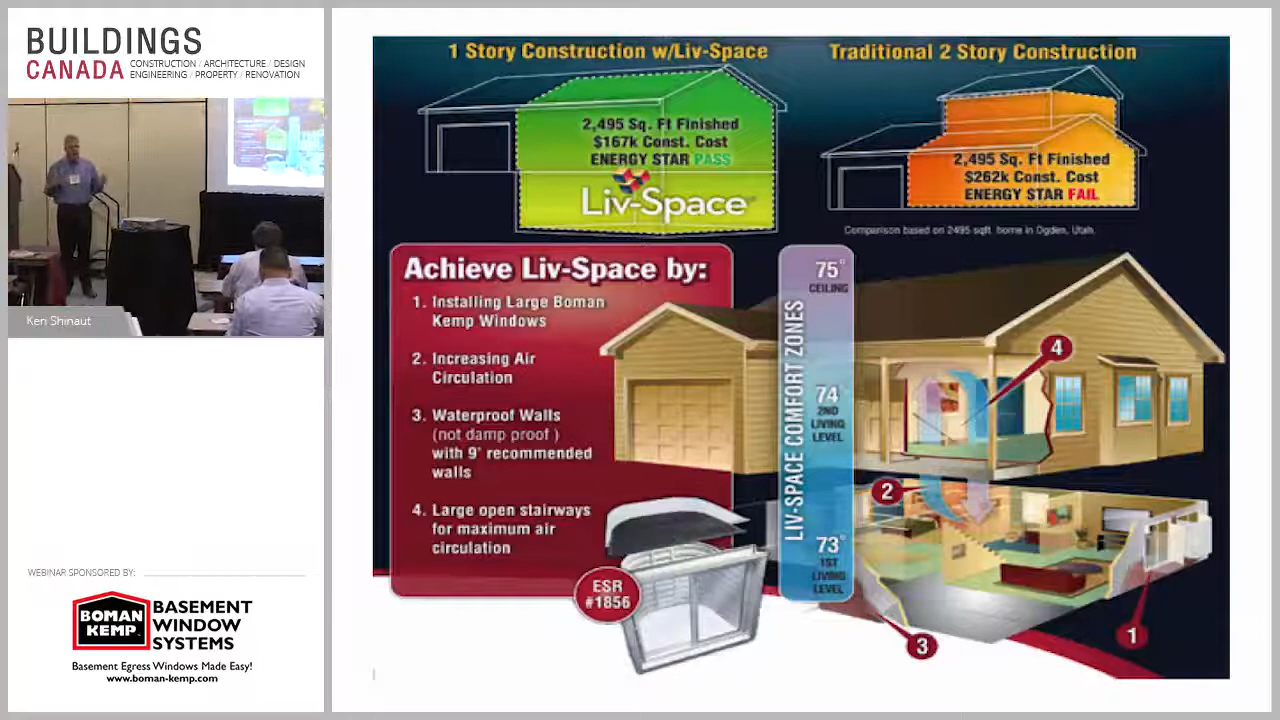 BUILDINGS
CANADA
CONSTRUCTION / ARCHITECTURE / DESIGN
ENGINEERING / PROPERTY / RENOVATION
Ken Shinaut
WEBINAR SPONSORED BY:
BOMAN
KEMP
BASEMENT
WINDOW
SYSTEMS
Basement Egress Windows Made Easy!
www.boman-kemp.com
1 Story Construction w/Liv-Space
2,495 Sq. Ft Finished
$167k Const. Cost
ENERGY STAR PASS
Liv-Space
Traditional 2 Story Construction
2,495 Sq. Ft Finished
$262k Const. Cost
ENERGY STAR FAIL
Comparison based on 2495 sqft. home in Ogden, Utah.
Achieve Liv-Space by:
1. Installing Large Boman
Kemp Windows
2. Increasing Air
Circulation
3. Waterproof Walls
(not damp proof )
with 9' recommended
walls
4. Large open stairways
for maximum air
circulation
ESR
#1856
LIV-SPACE COMFORT ZONES
75°
CEILING
74°
2ND
LIVING
LEVEL
73°
1ST
LIVING
LEVEL
4
2
3
1